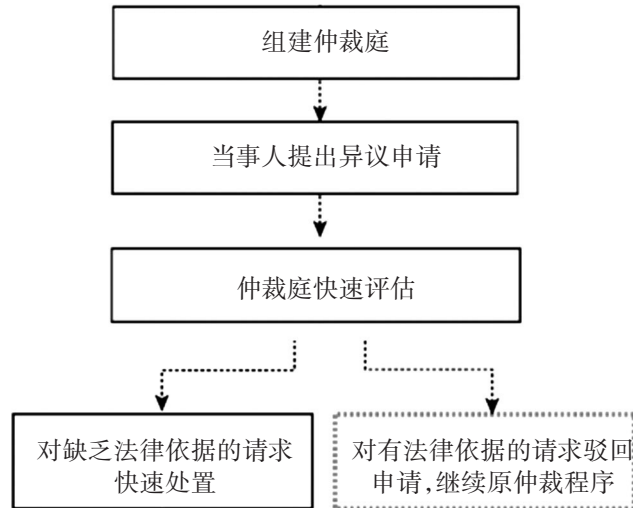 组建仲裁庭
当事人提出异议申请
仲裁庭快速评估
对缺乏法律依据的请求
快速处置
对有法律依据的请求驳回
申请,继续原仲裁程序